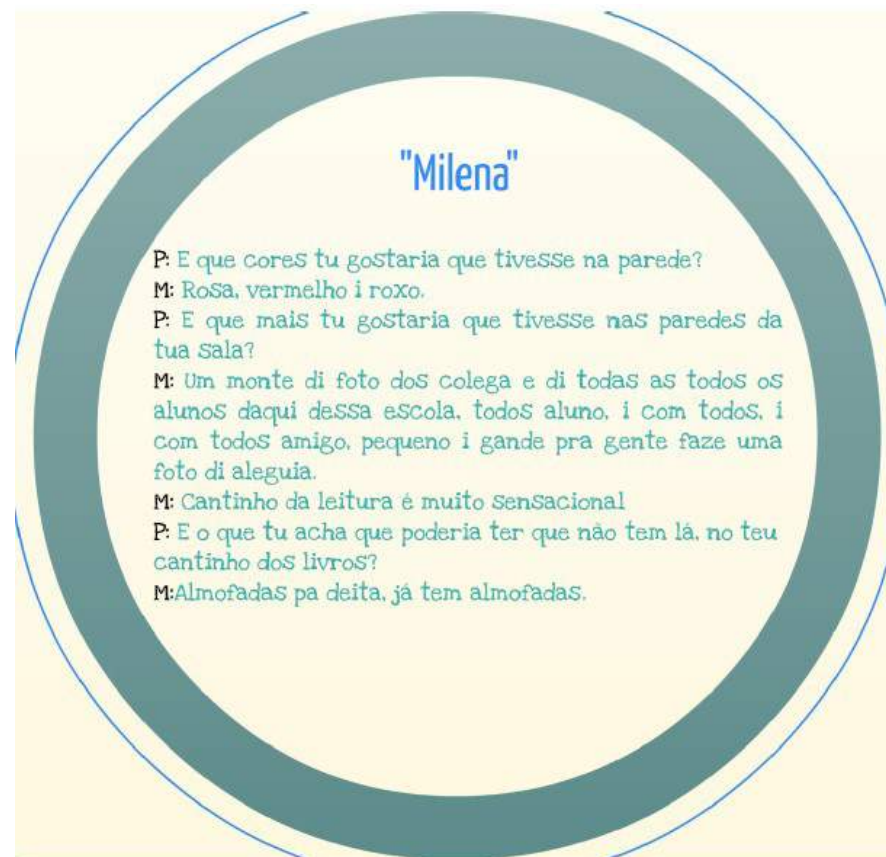 "Milena"
P: E que cores tu gostaria que tivesse na parede?
M: Rosa, vermelho i roxo.
P: E que mais tu gostaria que tivesse nas paredes da
tua sala?
M: Um monte di foto dos colega e di todas as todos os
alunos daqui dessa escola, todos aluno, i com todos, i
com todos amigo, pequeno i gande pra gente faze uma
foto di aleguia.
M: Cantinho da leitura é muito sensacional
P: E o que tu acha que poderia ter que não tem lá, no teu
cantinho dos livros?
M:Almofadas pa deita, já tem almofadas.